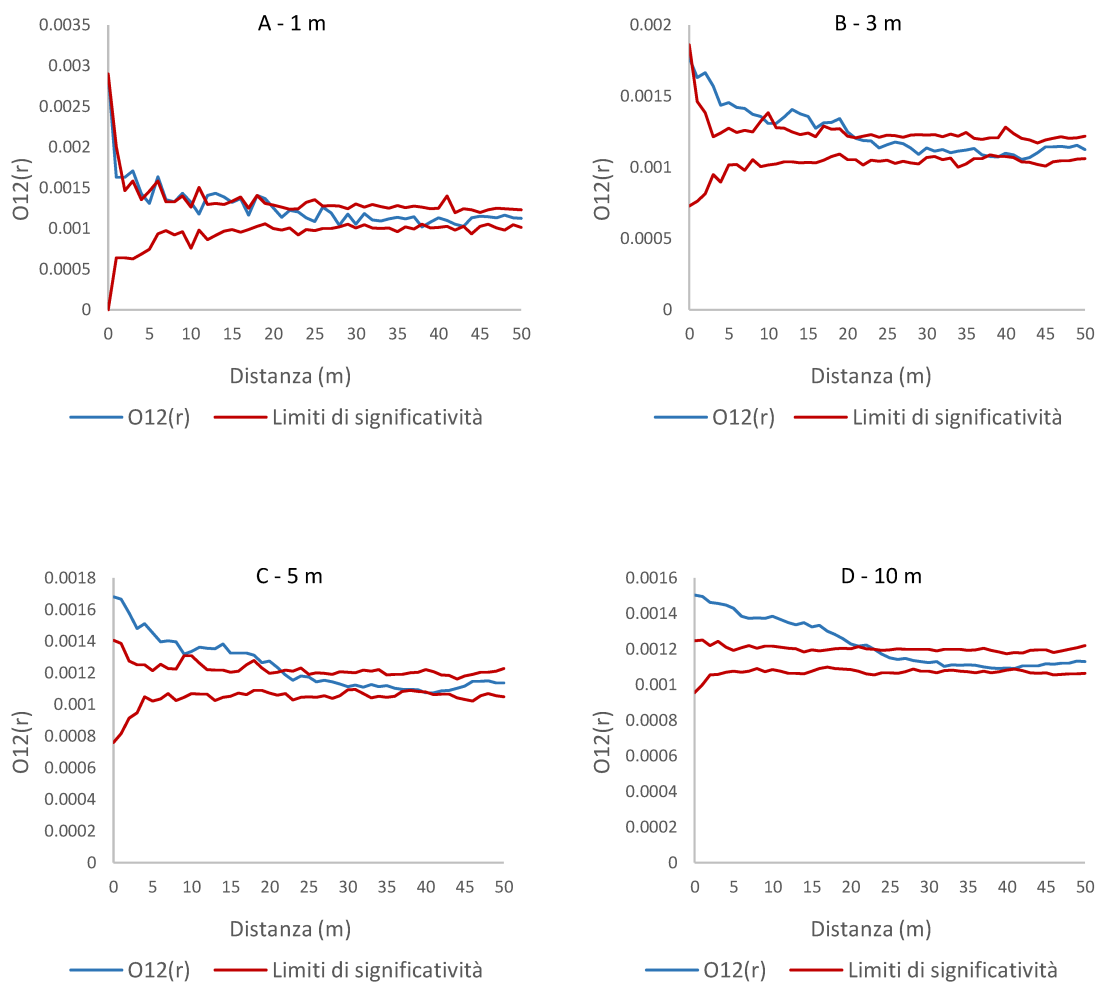 A - 1 m
0.0035
0.003
0.0025
0.002
0.0015
0.001
0.0005
0
O12(r)
0 5 10 15 20 25 30 35 40 45 50
Distanza (m)
O12(r) Limiti di significatività
B - 3 m
0.002
0.0015
0.001
0.0005
0
O12(r)
0 5 10 15 20 25 30 35 40 45 50
Distanza (m)
O12(r) Limiti di significatività
C - 5 m
0.0018
0.0016
0.0014
0.0012
0.001
0.0008
0.0006
0.0004
0.0002
0
O12(r)
0 5 10 15 20 25 30 35 40 45 50
Distanza (m)
O12(r) Limiti di significatività
D - 10 m
0.0016
0.0014
0.0012
0.001
0.0008
0.0006
0.0004
0.0002
0
O12(r)
0 5 10 15 20 25 30 35 40 45 50
Distanza (m)
O12(r) Limiti di significatività